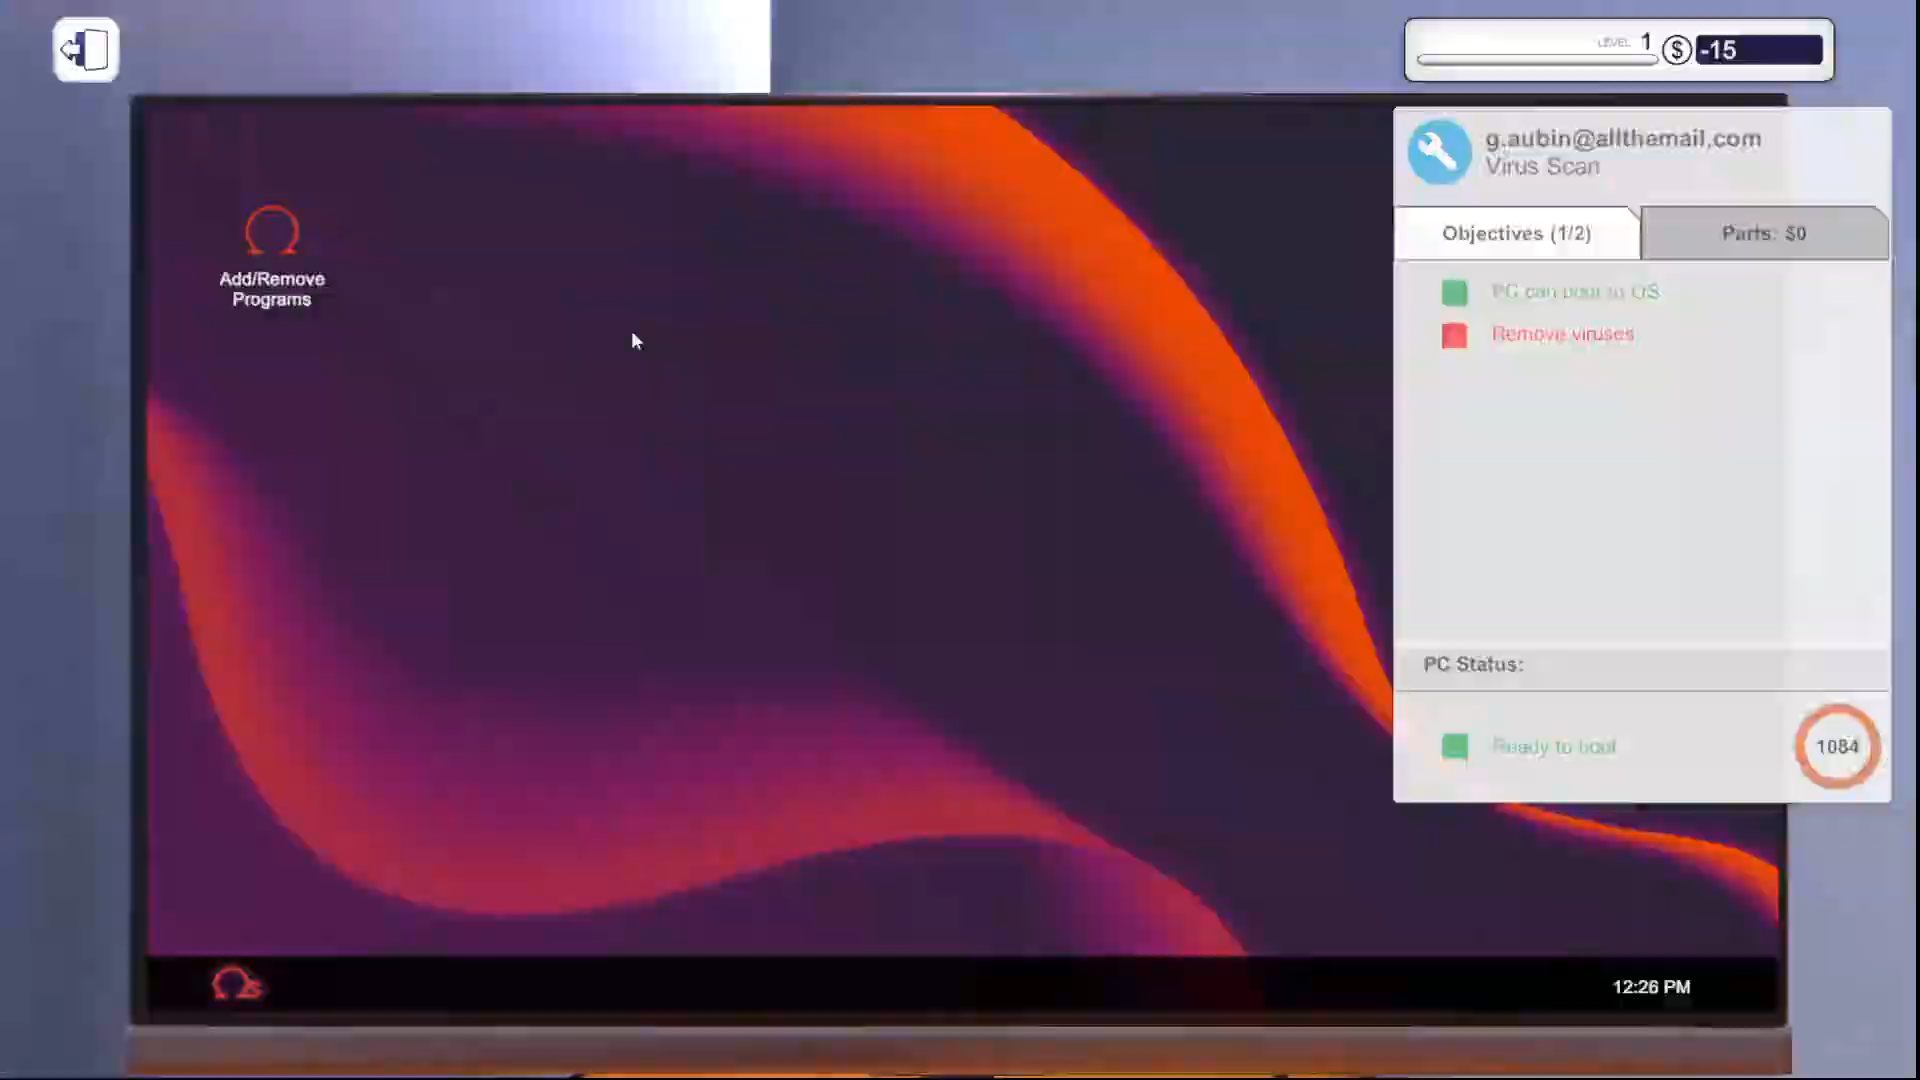 LEVEL 1 $ -15
g.aubin@allthemail.com
Virus Scan
Objectives (1/2)
Parts: $0
Add/Remove
Programs
PC can boot to OS
Remove viruses
PC Status:
Ready to boot
1084
12:26 PM